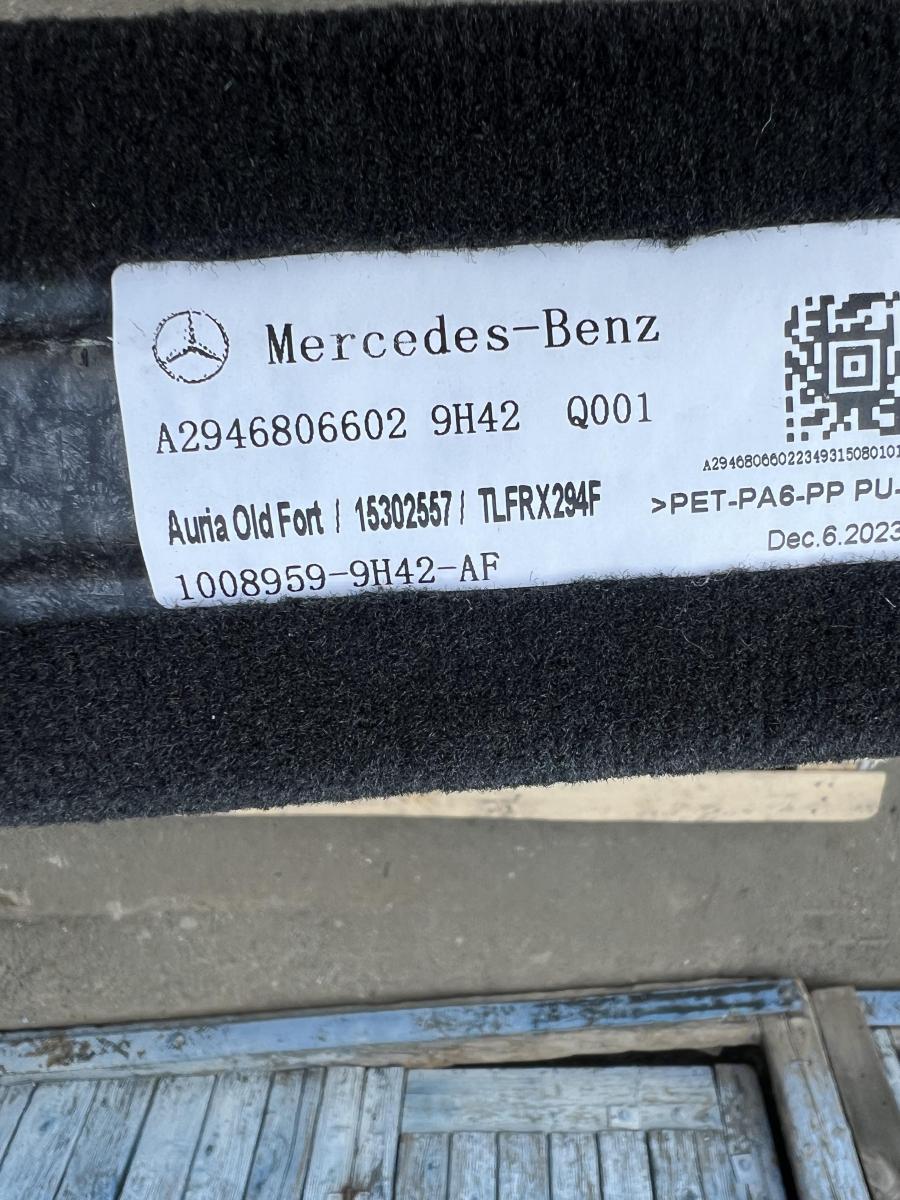 Mercedes-Benz
A2946806602 9H42 Q001
A29468066022349315080101
Auria Old Fort | 15302557 | TLFRX294F
>PET-PA6-PP PU-
Dec.6.2023
1008959-9H42-AF